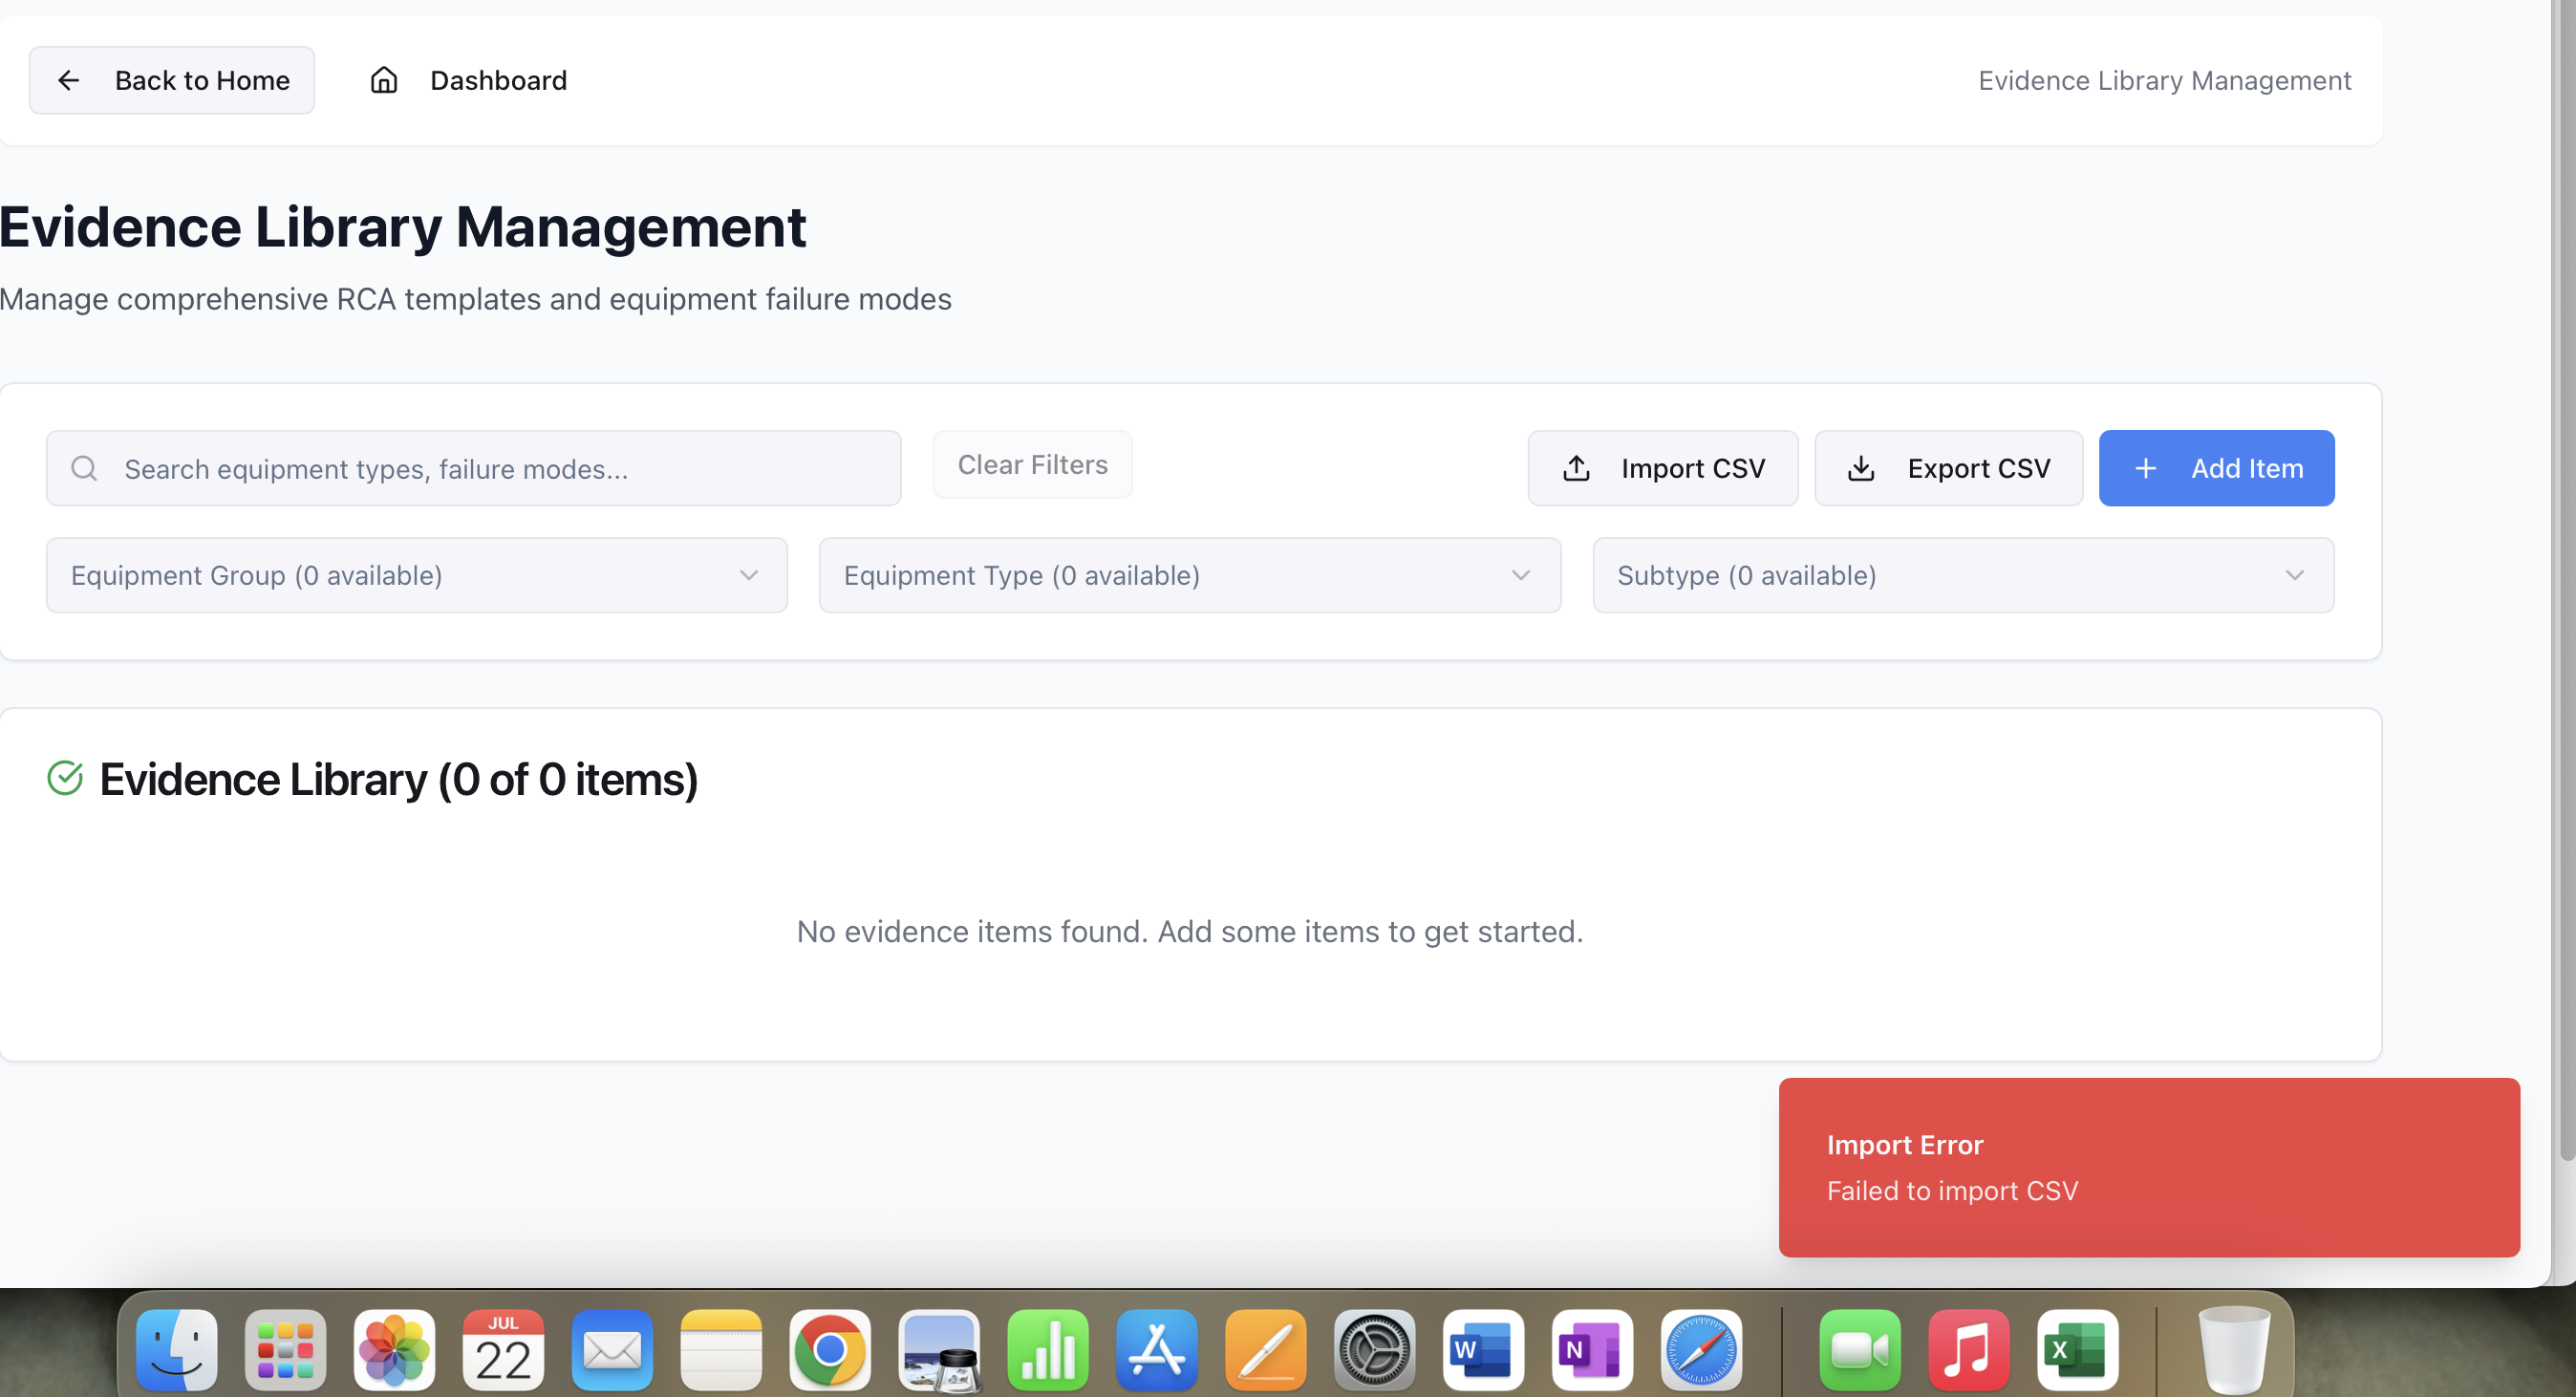 Back to Home
Dashboard
Evidence Library Management
Evidence Library Management
Manage comprehensive RCA templates and equipment failure modes
Search equipment types, failure modes...
Clear Filters
Import CSV
Export CSV
Add Item
Equipment Group (0 available)
Equipment Type (0 available)
Subtype (0 available)
Evidence Library (0 of 0 items)
No evidence items found. Add some items to get started.
Import Error
Failed to import CSV
JUL
22
W
N
X